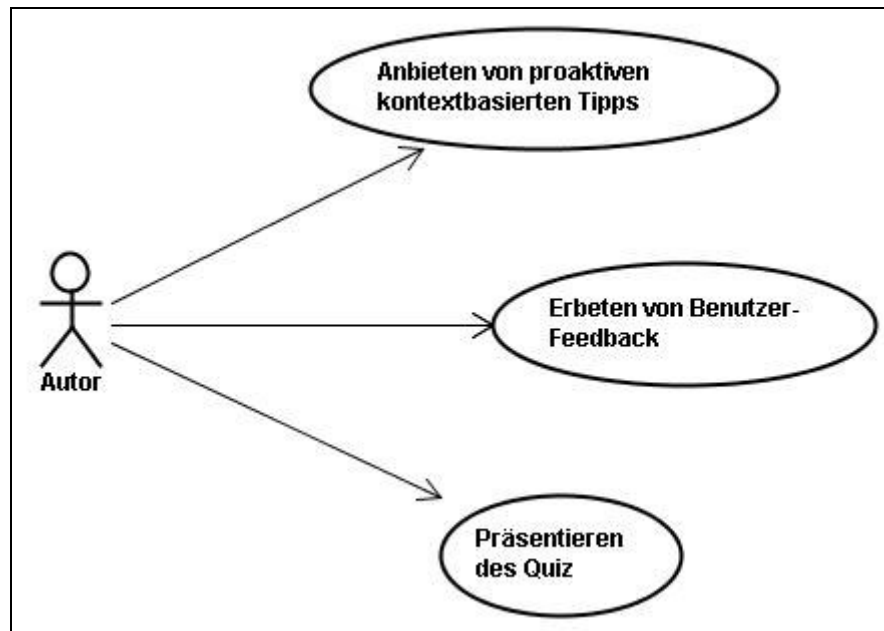 Anbieten von proaktiven
kontextbasierten Tipps
Erbeten von Benutzer-
Feedback
Autor
Präsentieren
des Quiz